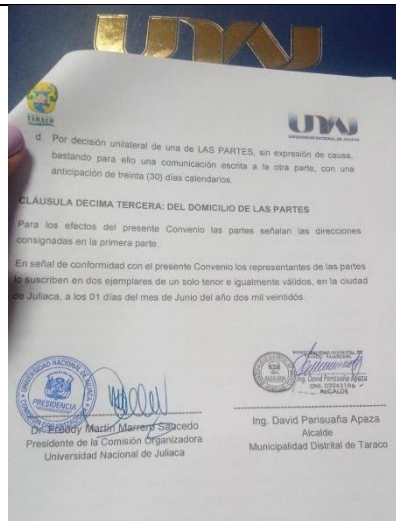 UNAJ
TARACO
UNAJ
UNIVERSIDAD NACIONAL DE JULIACA
d. Por decisión unilateral de una de LAS PARTES, sin expresión de causa,
bastando para ello una comunicación escrita a la otra parte, con una
anticipación de treinta (30) días calendarios.
CLÁUSULA DECIMA TERCERA: DEL DOMICILIO DE LAS PARTES
Para los efectos del presente Convenio las partes señalan las direcciones
consignadas en la primera parte.
En señal de conformidad con el presente Convenio los representantes de las partes
lo suscriben en dos ejemplares de un solo tenor e igualmente válidos, en la ciudad
de Juliaca, a los 01 días del mes de Junio del año dos mil veintidós.
UNIVERSIDAD NACIONAL DE JULIACA
PRESIDENCIA
COMISIÓN ORGANIZADORA
Dr. Freddy Martín Marrero Saucedo
Presidente de la Comisión Organizadora
Universidad Nacional de Juliaca
MUNICIPALIDAD DISTRITAL DE
Ing. David Parisuaña Apaza
ALCALDE
Ing. David Parisuaña Apaza
Alcalde
Municipalidad Distrital de Taraco